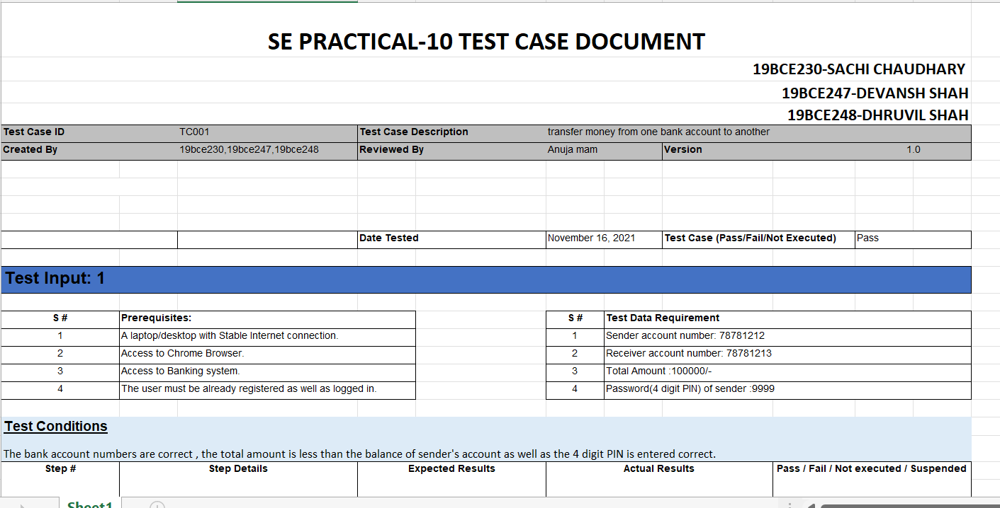 SE PRACTICAL-10 TEST CASE DOCUMENT
19BCE230-SACHI CHAUDHARY
19BCE247-DEVANSH SHAH
19BCE248-DHRUVIL SHAH
Test Case ID TC001 Test Case Description transfer money from one bank account to another
Created By 19bce230,19bce247,19bce248 Reviewed By Anuja mam Version 1.0
Date Tested November 16, 2021 Test Case (Pass/Fail/Not Executed) Pass
Test Input: 1
S # Prerequisites: S # Test Data Requirement
1 A laptop/desktop with Stable Internet connection. 1 Sender account number: 78781212
2 Access to Chrome Browser. 2 Receiver account number: 78781213
3 Access to Banking system. 3 Total Amount :100000/-
4 The user must be already registered as well as logged in. 4 Password(4 digit PIN) of sender :9999
Test Conditions
The bank account numbers are correct , the total amount is less than the balance of sender's account as well as the 4 digit PIN is entered correct.
Step # Step Details Expected Results Actual Results Pass / Fail / Not executed / Suspended
Sheet1